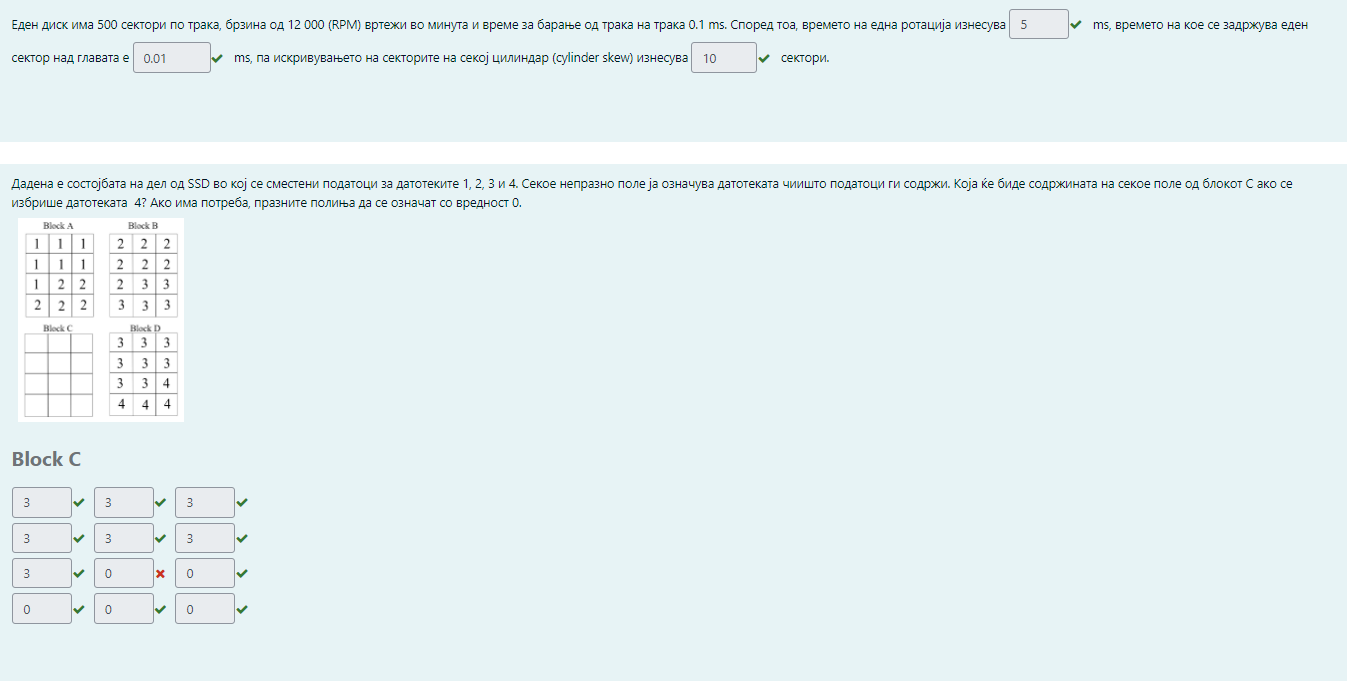 Еден диск има 500 сектори по трака, брзина од 12 000 (RPM) вртежи во минута и време за барање од трака на трака 0.1 ms. Според тоа, времето на една ротација изнесува 5 ms, времето на кое се задржува еден
сектор над главата е 0.01 ms, па искривувањето на секторите на секој цилиндар (cylinder skew) изнесува 10 сектори.
Дадена е состојбата на дел од SSD во кој се сместени податоци за датотеките 1, 2, 3 и 4. Секое непразно поле ја означува датотеката чиишто податоци ги содржи. Која ќе биде содржината на секое поле од блокот C ако се
избрише датотеката 4? Ако има потреба, празните полиња да се означат со вредност 0.
Block A Block B
1 1 1 2 2 2
1 1 1 2 2 2
1 2 2 2 3 3
2 2 2 3 3 3
Block C Block D
3 3 3
3 3 3
3 3 4
4 4 4
Block C
3 3 3
3 3 3
3 0 0
0 0 0